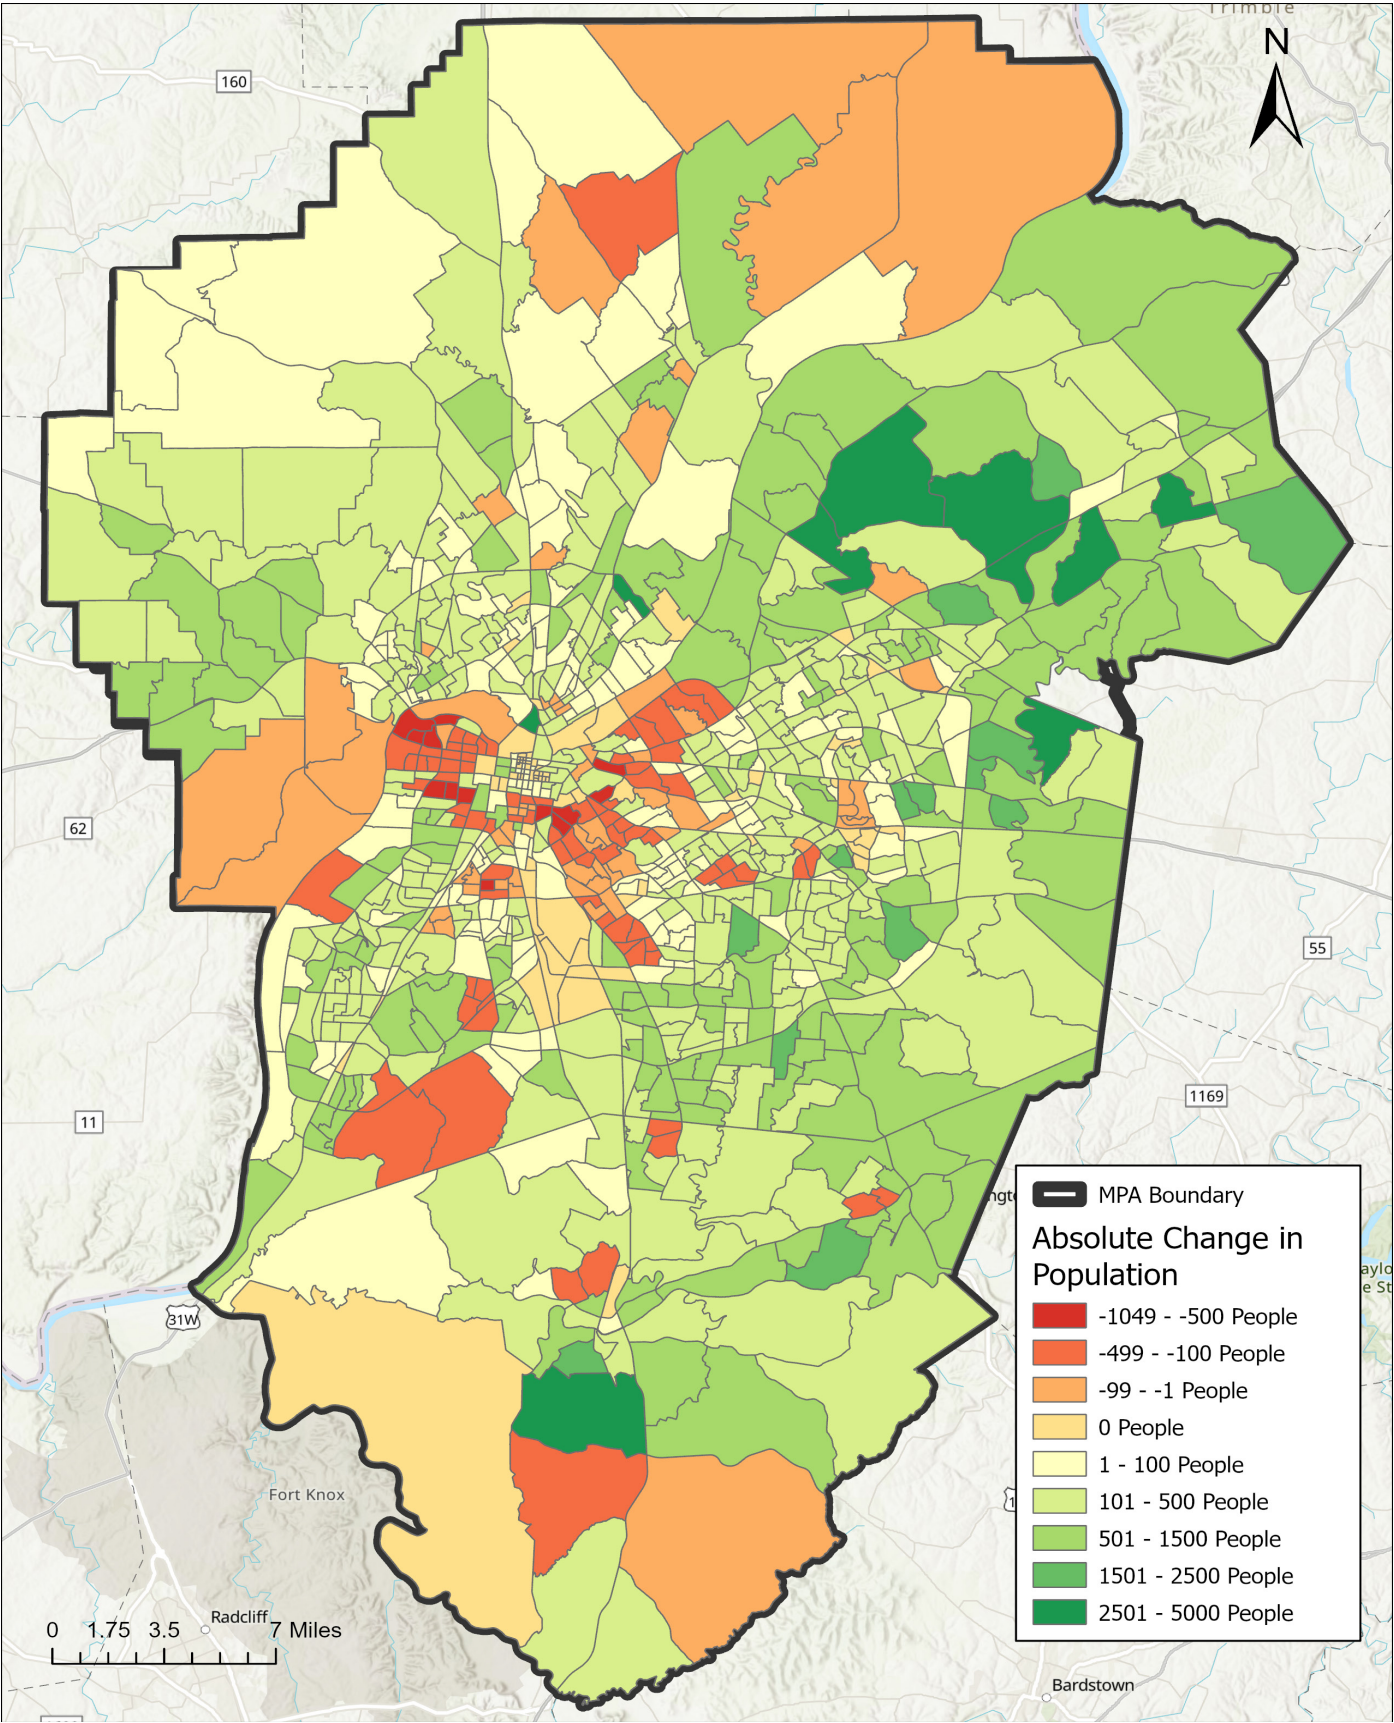 Trimble
N
160
62
55
11
1169
31W
MPA Boundary
Absolute Change in
Population
-1049 - -500 People
-499 - -100 People
-99 - -1 People
0 People
1 - 100 People
101 - 500 People
501 - 1500 People
1501 - 2500 People
2501 - 5000 People
Fort Knox
Radcliff
0 1.75 3.5 7 Miles
Bardstown